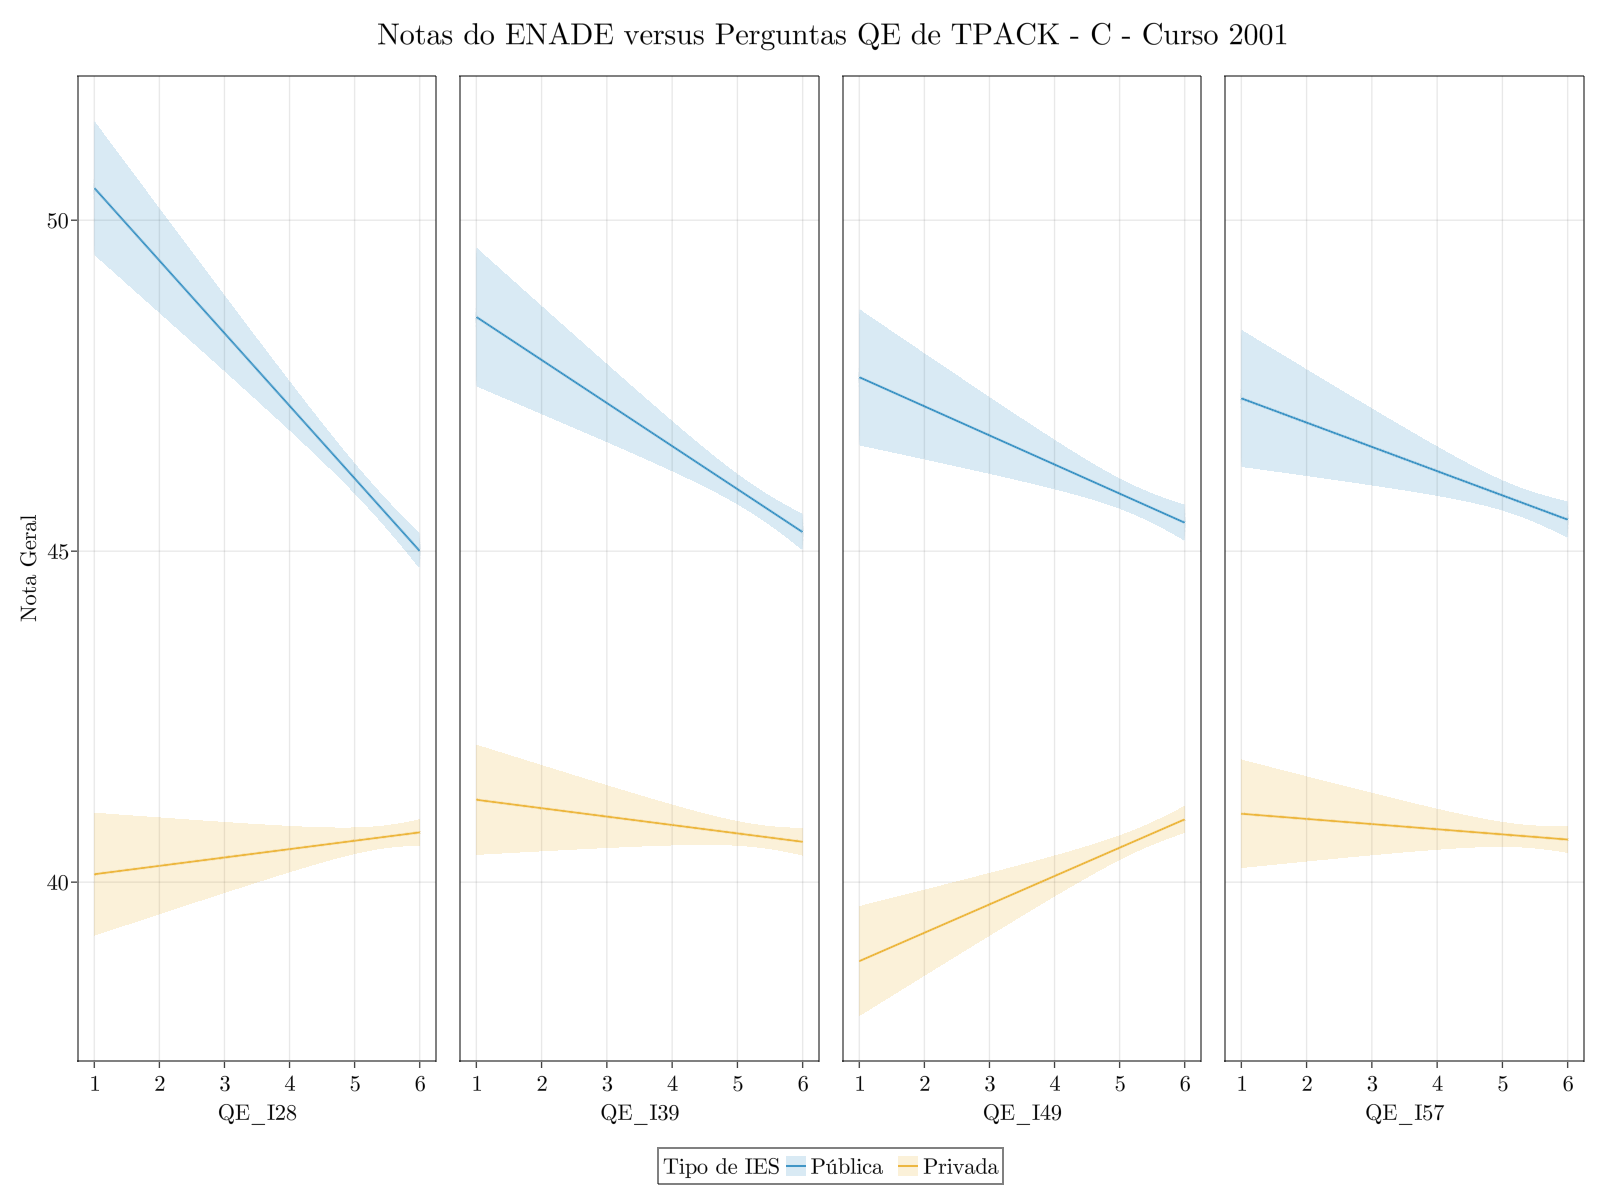 Notas do ENADE versus Perguntas QE de TPACK - C - Curso 2001
Nota Geral
50
45
40
1 2 3 4 5 6
QE_I28
1 2 3 4 5 6
QE_I39
1 2 3 4 5 6
QE_I49
1 2 3 4 5 6
QE_I57
Tipo de IES Pública Privada